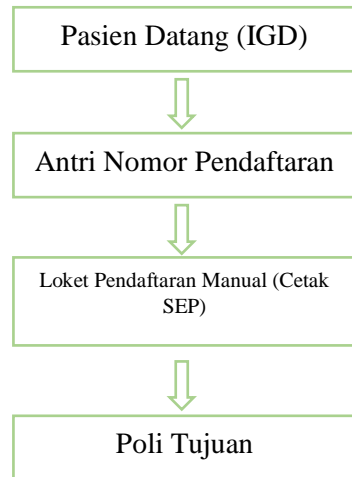 Pasien Datang (IGD)
Antri Nomor Pendaftaran
Loket Pendaftaran Manual (Cetak
SEP)
Poli Tujuan